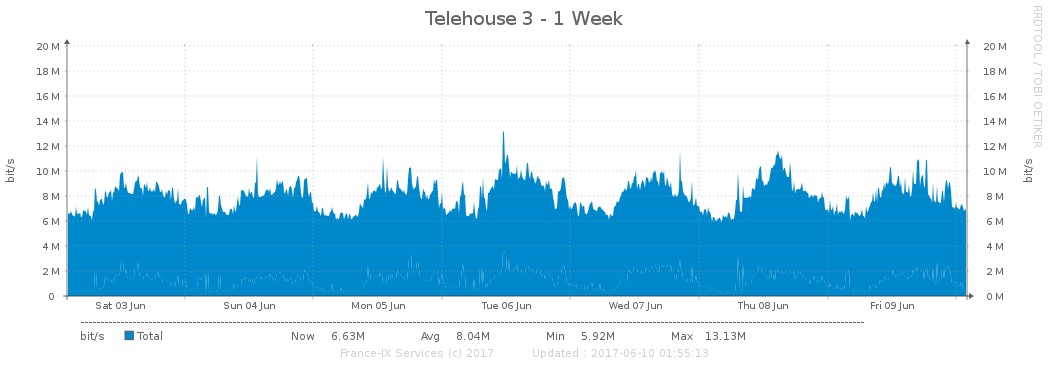 Telehouse 3 - 1 Week
RRDTOOL / TOBI OETIKER
bit/s
bit/s
20 M 20 M
18 M 18 M
16 M 16 M
14 M 14 M
12 M 12 M
10 M 10 M
8 M 8 M
6 M 6 M
4 M 4 M
2 M 2 M
0 0 M
Sat 03 Jun Sun 04 Jun Mon 05 Jun Tue 06 Jun Wed 07 Jun Thu 08 Jun Fri 09 Jun
bit/s Total Now 6.63M Avg 8.04M Min 5.92M Max 13.13M
France-IX Services (c) 2017 Updated : 2017-06-10 01:55:13